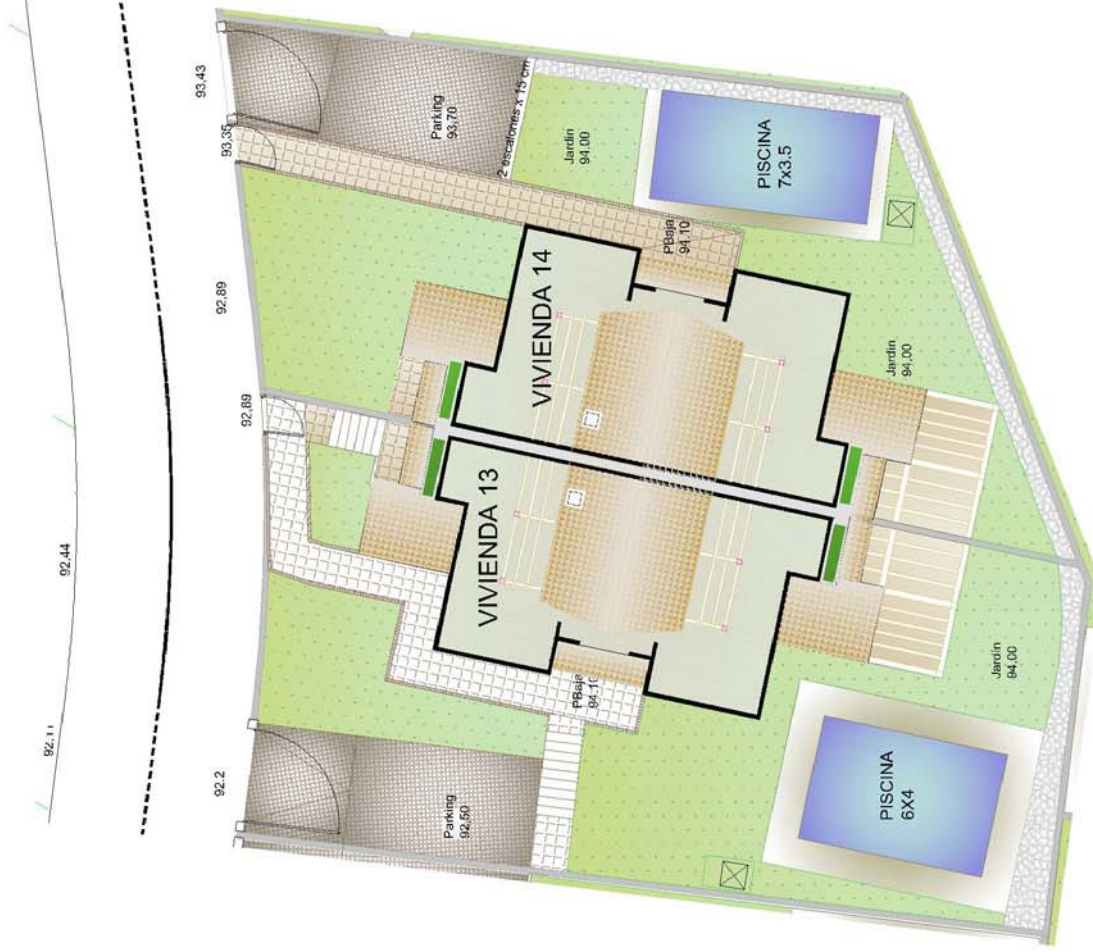 93,43
93,35
92,89
92,89
92,44
92,11
92.2
Parking
93,70
2 escalones x 15 cm
Jardin
94.00
PISCINA
7x3.5
PBaja
94.10
VIVIENDA 14
Jardin
94.00
VIVIENDA 13
PBaja
94.10
Jardin
94.00
Parking
92,50
PISCINA
6X4